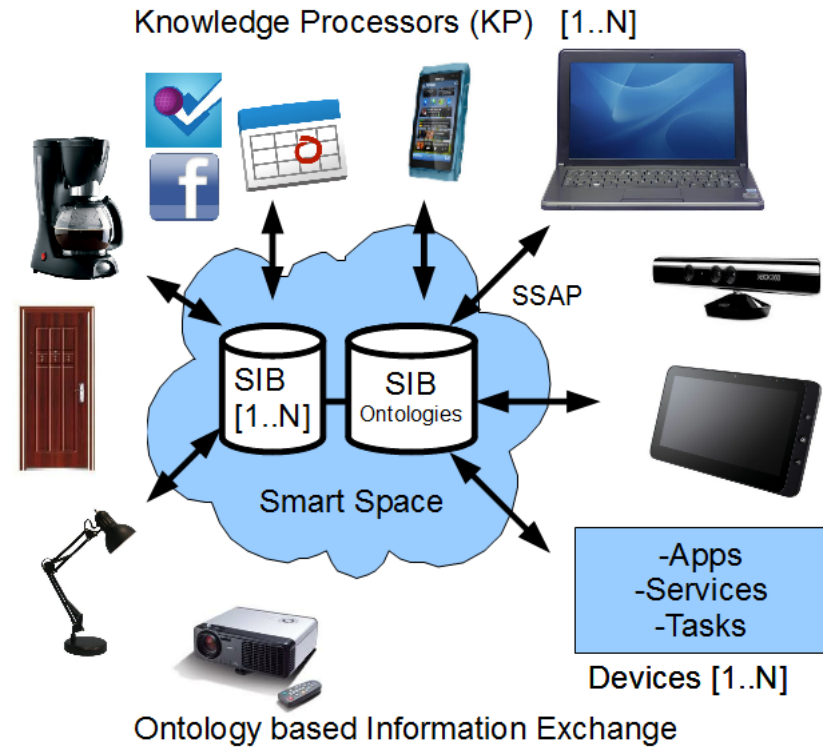 Knowledge Processors (KP) [1..N]
f
SSAP
SIB
[1..N]
SIB
Ontologies
Smart Space
XBOX360
-Apps
-Services
-Tasks
Devices [1..N]
Ontology based Information Exchange